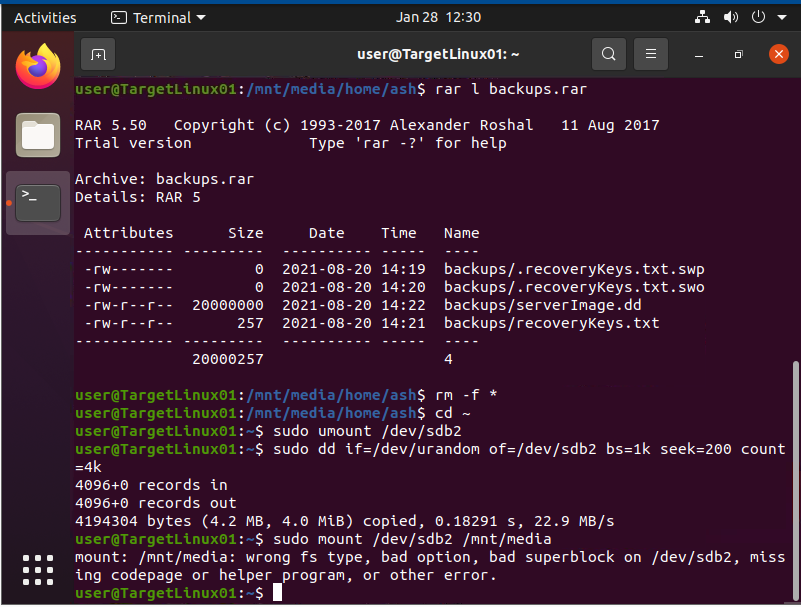 Activities Terminal Jan 28 12:30
user@TargetLinux01: ~
user@TargetLinux01:/mnt/media/home/ash$ rar l backups.rar
RAR 5.50   Copyright (c) 1993-2017 Alexander Roshal   11 Aug 2017
Trial version             Type 'rar -?' for help
Archive: backups.rar
Details: RAR 5
 Attributes      Size     Date    Time   Name
----------- ---------  ---------- -----  ----
 -rw-------         0  2021-08-20 14:19  backups/.recoveryKeys.txt.swp
 -rw-------         0  2021-08-20 14:20  backups/.recoveryKeys.txt.swo
 -rw-r--r--  20000000  2021-08-20 14:22  backups/serverImage.dd
 -rw-r--r--       257  2021-08-20 14:21  backups/recoveryKeys.txt
----------- ---------  ---------- -----  ----
             20000257                    4
user@TargetLinux01:/mnt/media/home/ash$ rm -f *
user@TargetLinux01:/mnt/media/home/ash$ cd ~
user@TargetLinux01:~$ sudo umount /dev/sdb2
user@TargetLinux01:~$ sudo dd if=/dev/urandom of=/dev/sdb2 bs=1k seek=200 count
=4k
4096+0 records in
4096+0 records out
4194304 bytes (4.2 MB, 4.0 MiB) copied, 0.18291 s, 22.9 MB/s
user@TargetLinux01:~$ sudo mount /dev/sdb2 /mnt/media
mount: /mnt/media: wrong fs type, bad option, bad superblock on /dev/sdb2, miss
ing codepage or helper program, or other error.
user@TargetLinux01:~$